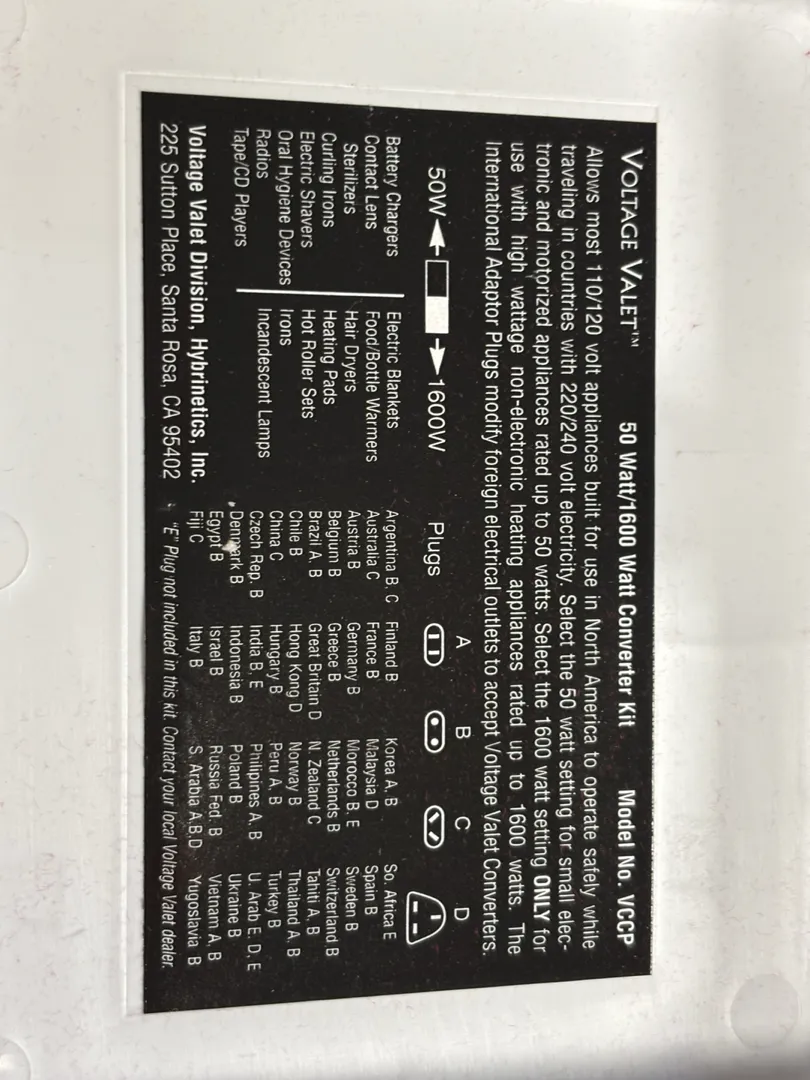 VOLTAGE VALET™ 50 Watt/1600 Watt Converter Kit Model No. VCCP
Allows most 110/120 volt appliances built for use in North America to operate safely while
traveling in countries with 220/240 volt electricity. Select the 50 watt setting for small elec-
tronic and motorized appliances rated up to 50 watts. Select the 1600 watt setting ONLY for
use with high wattage non-electronic heating appliances rated up to 1600 watts. The
International Adaptor Plugs modify foreign electrical outlets to accept Voltage Valet Converters.
50W 1600W
Battery Chargers
Contact Lens
Sterilizers
Curling Irons
Electric Shavers
Oral Hygiene Devices
Radios
Tape/CD Players
Electric Blankets
Food/Bottle Warmers
Hair Dryers
Heating Pads
Hot Roller Sets
Irons
Incandescent Lamps
Voltage Valet Division, Hybrinetics, Inc.
225 Sutton Place, Santa Rosa, CA 95402
A B C D
Plugs
Argentina B, C
Australia C
Austria B
Belgium B
Brazil A, B
Chile B
China C
Czech Rep. B
Denmark B
Egypt B
Fiji C
Finland B
France B
Germany B
Greece B
Great Britain D
Hong Kong D
Hungary B
India B, E
Indonesia B
Israel B
Italy B
Korea A, B
Malaysia D
Morocco B, E
Netherlands B
N. Zealand C
Norway B
Peru A, B
Philipines A, B
Poland B
Russia Fed. B
S. Arabia A,B,D
So. Africa E
Spain B
Sweden B
Switzerland B
Tahiti A, B
Thailand A, B
Turkey B
U. Arab E, D, E
Ukraine B
Vietnam A, B
Yugoslavia B
"E" Plug not included in this kit. Contact your local Voltage Valet dealer.